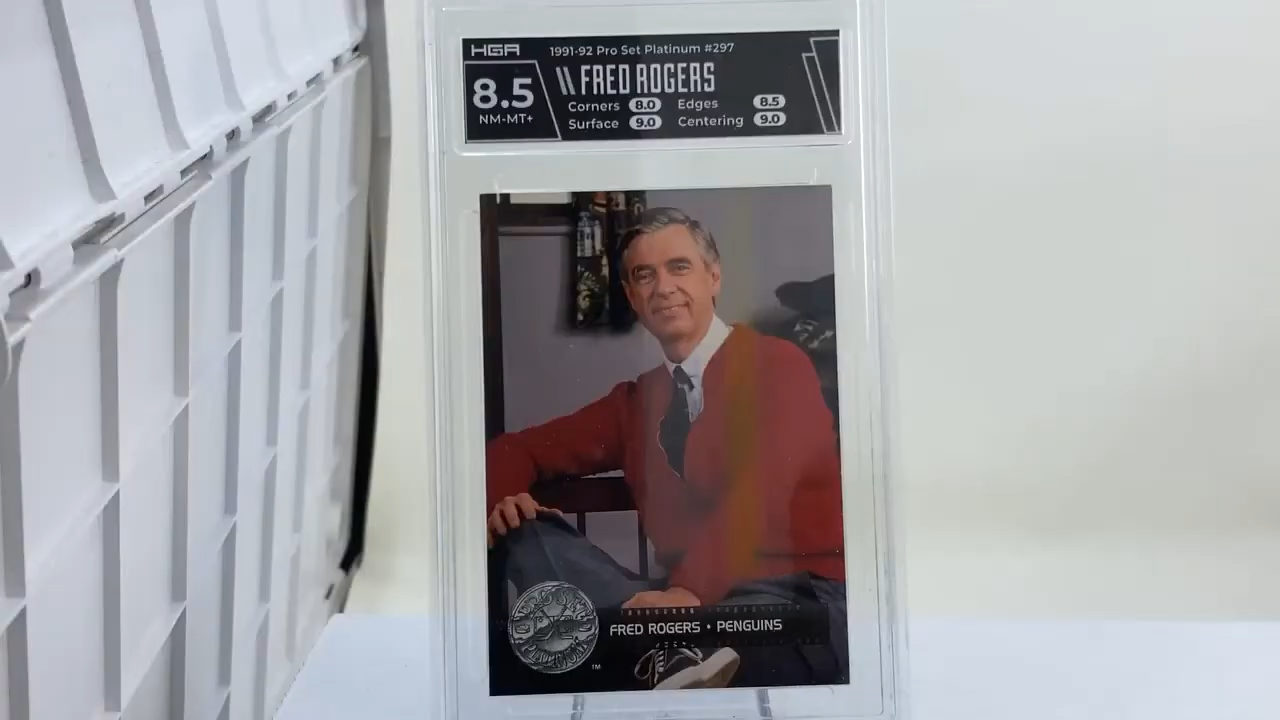 HGA
1991-92 Pro Set Platinum #297
8.5
NM-MT+
FRED ROGERS
Corners 8.0 Edges 8.5
Surface 9.0 Centering 9.0
FRED ROGERS • PENGUINS
TM